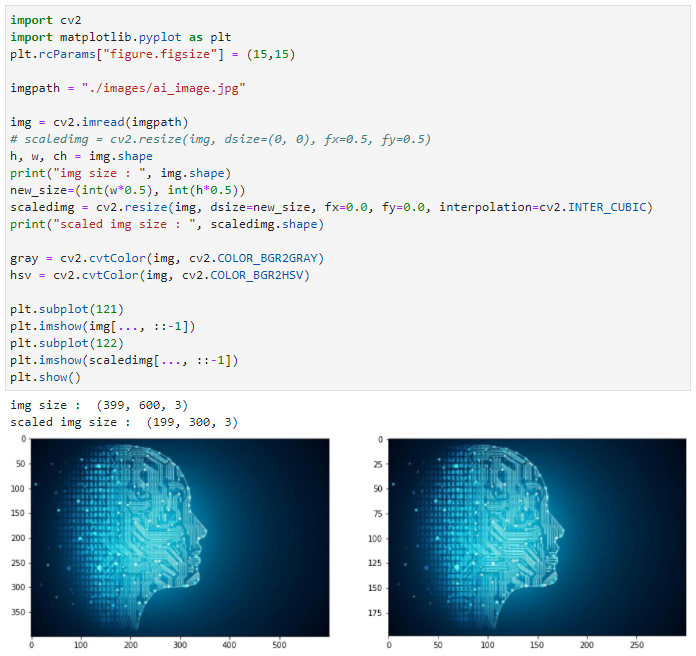 import cv2
import matplotlib.pyplot as plt
plt.rcParams["figure.figsize"] = (15,15)
imgpath = "./images/ai_image.jpg"
img = cv2.imread(imgpath)
# scaledimg = cv2.resize(img, dsize=(0, 0), fx=0.5, fy=0.5)
h, w, ch = img.shape
print("img size : ", img.shape)
new_size=(int(w*0.5), int(h*0.5))
scaledimg = cv2.resize(img, dsize=new_size, fx=0.0, fy=0.0, interpolation=cv2.INTER_CUBIC)
print("scaled img size : ", scaledimg.shape)
gray = cv2.cvtColor(img, cv2.COLOR_BGR2GRAY)
hsv = cv2.cvtColor(img, cv2.COLOR_BGR2HSV)
plt.subplot(121)
plt.imshow(img[..., ::-1])
plt.subplot(122)
plt.imshow(scaledimg[..., ::-1])
plt.show()
img size :  (399, 600, 3)
scaled img size :  (199, 300, 3)
0
50
100
150
200
250
300
350
0 100 200 300 400 500
0
25
50
75
100
125
150
175
0 50 100 150 200 250